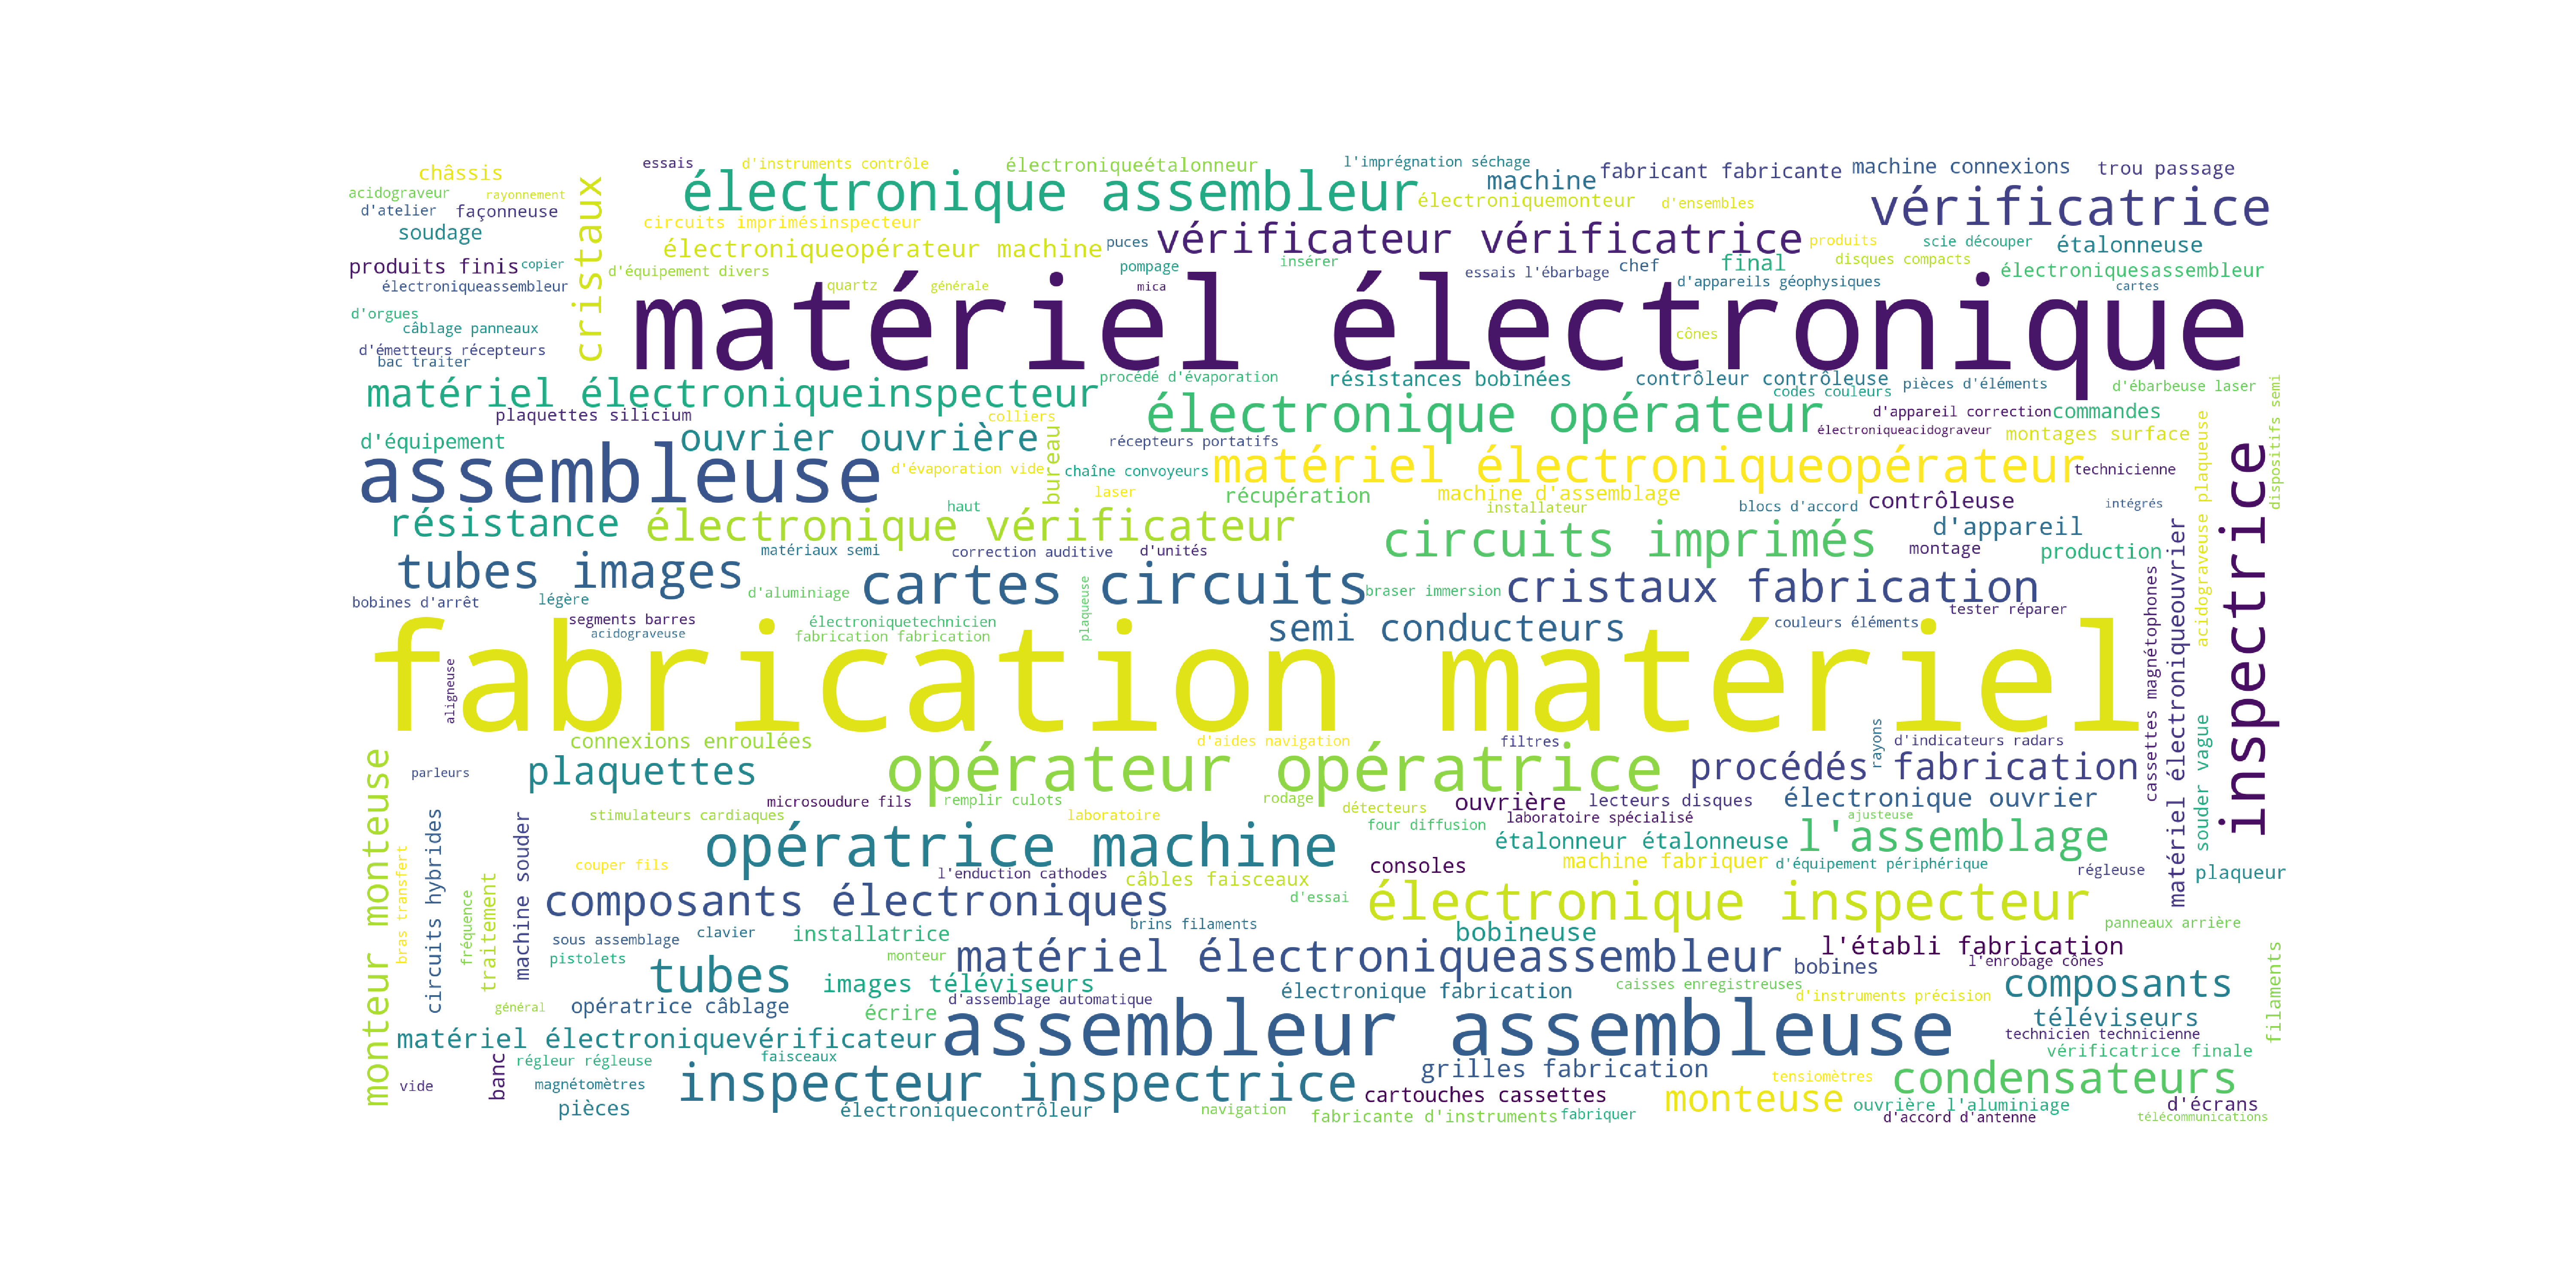 châssis
essais
d'instruments contrôle
électroniqueétalonneur
l'imprégnation séchage
fabricant fabricante
machine connexions
trou passage
acidograveur
rayonnement
cristaux
électronique assembleur
machine
électroniquemonteur
d'ensembles
vérificatrice
d'atelier
façonneuse
soudage
circuits imprimésinspecteur
électroniqueopérateur machine
puces
vérificateur vérificatrice
produits
scie découper
étalonneuse
produits finis
copier
d'équipement divers
pompage
insérer
essais l'ébarbage
chef
final
disques compacts
électroniquesassembleur
électroniqueassembleur
quartz
générale
mica
d'appareils géophysiques
cartes
d'orgues
câblage panneaux
matériel électronique
cônes
d'émetteurs récepteurs
bac traiter
matériel électroniqueinspecteur
procédé d'évaporation
résistances bobinées
contrôleur contrôleuse
codes couleurs
pièces d'éléments
d'ébarbeuse laser
dispositifs semi
plaquettes silicium
colliers
électronique opérateur
d'appareil correction
commandes
d'équipement
ouvrier ouvrière
bureau
récepteurs portatifs
électroniqueacidograveur
montages surface
acidograveuse plaqueuse
assembleuse
d'évaporation vide
chaîne convoyeurs
matériel électroniqueopérateur
technicienne
inspectrice
laser
récupération
machine d'assemblage
contrôleuse
résistance
électronique vérificateur
haut
installateur
blocs d'accord
intégrés
circuits imprimés
d'appareil
matériel électroniqueouvrier
tubes images
matériaux semi
correction auditive
d'unités
montage
production
bobines d'arrêt
légère
d'aluminiage
cartes circuits
plaqueuse
braser immersion
cristaux fabrication
cassettes magnétophones
tester réparer
segments barres
acidograveuse
électroniquetechnicien
fabrication fabrication
semi conducteurs
couleurs éléments
fabrication matériel
aligneuse
connexions enroulées
d'aides navigation
filtres
rayons
d'indicateurs radars
souder vague
monteur monteuse
parleurs
plaquettes
opérateur opératrice
procédés fabrication
microsoudure fils
remplir culots
rodage
détecteurs
ouvrière
lecteurs disques
électronique ouvrier
circuits hybrides
machine souder
stimulateurs cardiaques
laboratoire
four diffusion
laboratoire spécialisé
ajusteuse
bras transfert
opératrice machine
étalonneur étalonneuse
l'assemblage
couper fils
l'enduction cathodes
câbles faisceaux
consoles
machine fabriquer
d'équipement périphérique
régleuse
plaqueur
fréquence
traitement
composants électroniques
d'essai
électronique inspecteur
brins filaments
panneaux arrière
sous assemblage
clavier
installatrice
bobineuse
pistolets
monteur
matériel électroniqueassembleur
l'établi fabrication
bobines
l'enrobage cônes
filaments
tubes
images téléviseurs
général
opératrice câblage
écrire
d'assemblage automatique
électronique fabrication
caisses enregistreuses
d'instruments précision
composants
matériel électroniquevérificateur
assembleur assembleuse
téléviseurs
technicien technicienne
banc
régleur régleuse
faisceaux
vérificatrice finale
vide
magnétomètres
inspecteur inspectrice
grilles fabrication
tensiomètres
condensateurs
pièces
électroniquecontrôleur
navigation
cartouches cassettes
fabricante d'instruments
fabriquer
monteuse
ouvrière l'aluminiage
d'accord d'antenne
d'écrans
télécommunications